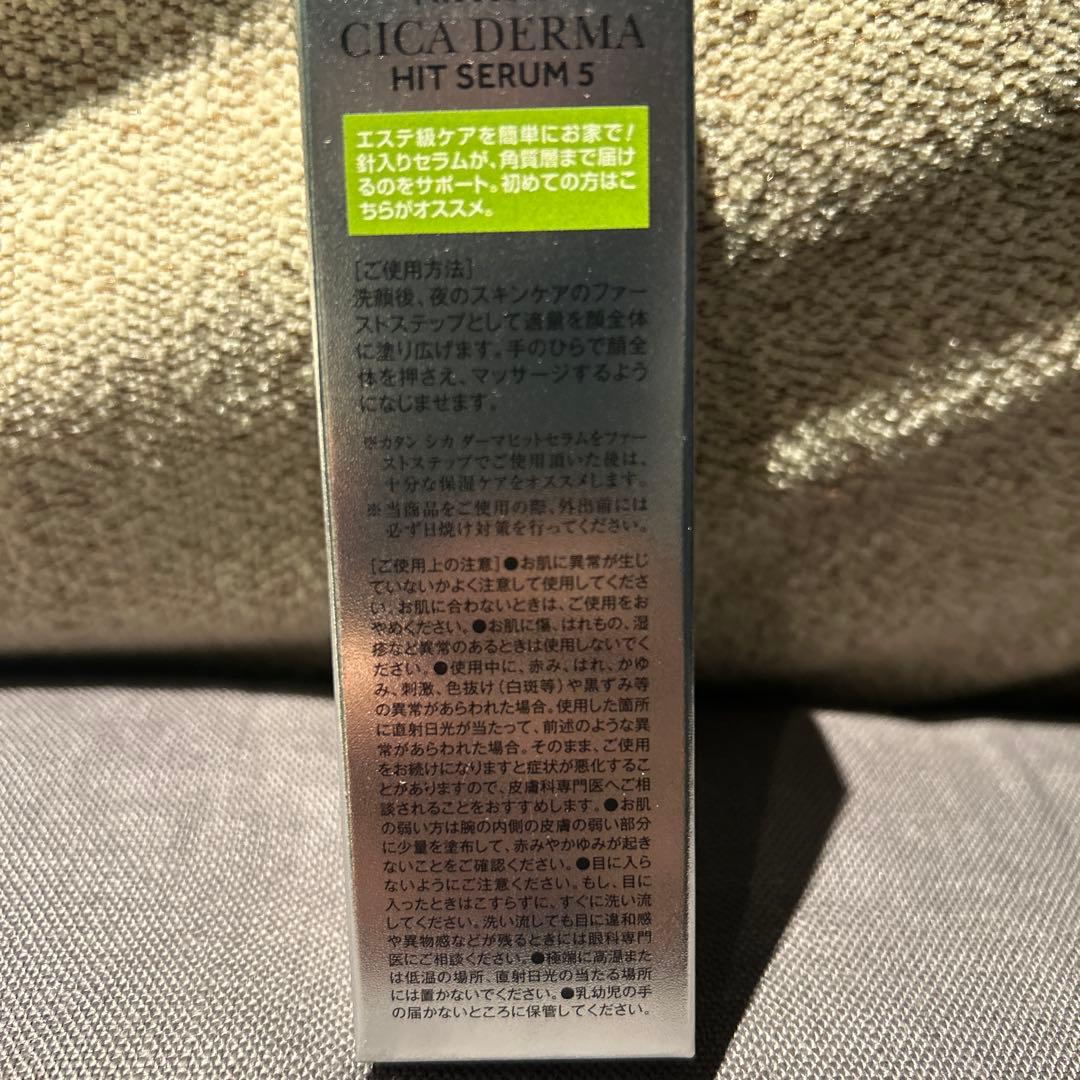 CICA DERMA
HIT SERUM 5
エステ級ケアを簡単にお家で!
針入りセラムが、角質層まで届け
るのをサポート。初めての方はこ
ちらがオススメ。
[ご使用方法]
洗顔後、夜のスキンケアのファー
ストステップとして適量を顔全体
に塗り広げます。手のひらで顔全
体を押さえ、マッサージするよう
になじませます。
※カタン シカ ダーマヒットセラムをファー
ストステップでご使用頂いた後は、
十分な保湿ケアをオススメします。
※当商品をご使用の際、外出前には
必ず日焼け対策を行ってください。
[ご使用上の注意]●お肌に異常が生じ
ていないかよく注意して使用してくださ
い。お肌に合わないときは、ご使用をお
やめください。●お肌に傷、はれもの、湿
疹など異常のあるときは使用しないでく
ださい。●使用中に、赤み、はれ、かゆ
み、刺激、色抜け(白斑等)や黒ずみ等
の異常があらわれた場合。使用した箇所
に直射日光が当たって、前述のような異
常があらわれた場合。そのまま、ご使用
をお続けになりますと症状が悪化するこ
とがありますので、皮膚科専門医へご相
談されることをおすすめします。●お肌
の弱い方は腕の内側の皮膚の弱い部分
に少量を塗布して、赤みやかゆみが起き
ないことをご確認ください。●目に入ら
ないようにご注意ください。もし、目に
入ったときはこすらずに、すぐに洗い流
してください。洗い流しても目に違和感
や異物感などが残るときには眼科専門
医にご相談ください。●極端に高温また
は低温の場所、直射日光の当たる場所
には置かないでください。●乳幼児の手
の届かないところに保管してください。